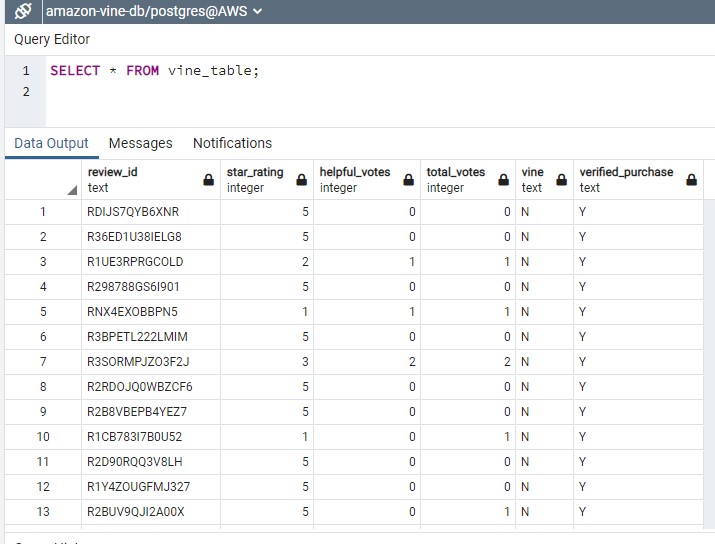 amazon-vine-db/postgres@AWS
Query Editor
1 SELECT * FROM vine_table;
2
Data Output Messages Notifications
review_id star_rating helpful_votes total_votes vine verified_purchase
text integer integer integer text text
1 RDIJS7QYB6XNR 5 0 0 N Y
2 R36ED1U38IELG8 5 0 0 N Y
3 R1UE3RPRGCOLD 2 1 1 N Y
4 R298788GS6I901 5 0 0 N Y
5 RNX4EXOBBPN5 1 1 1 N Y
6 R3BPETL222LMIM 5 0 0 N Y
7 R3SORMPJZO3F2J 3 2 2 N Y
8 R2RDOJQ0WBZCF6 5 0 0 N Y
9 R2B8VBEPB4YEZ7 5 0 0 N Y
10 R1CB783I7B0U52 1 0 1 N Y
11 R2D90RQQ3V8LH 5 0 0 N Y
12 R1Y4ZOUGFMJ327 5 0 0 N Y
13 R2BUV9QJI2A00X 5 0 1 N Y